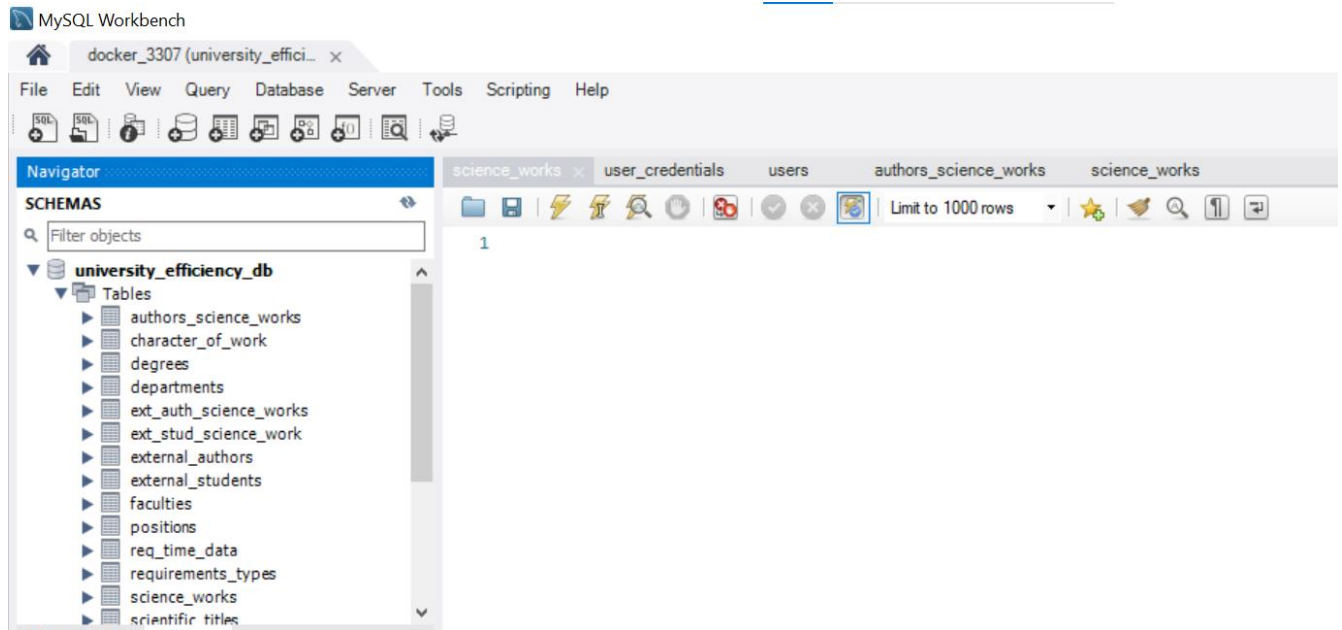 MySQL Workbench
docker_3307 (university_effici...
File Edit View Query Database Server Tools Scripting Help
SQL SQL
Navigator
science_works user_credentials users authors_science_works science_works
SCHEMAS
Limit to 1000 rows
Filter objects
1
university_efficiency_db
Tables
authors_science_works
character_of_work
degrees
departments
ext_auth_science_works
ext_stud_science_work
external_authors
external_students
faculties
positions
req_time_data
requirements_types
science_works
scientific_titles